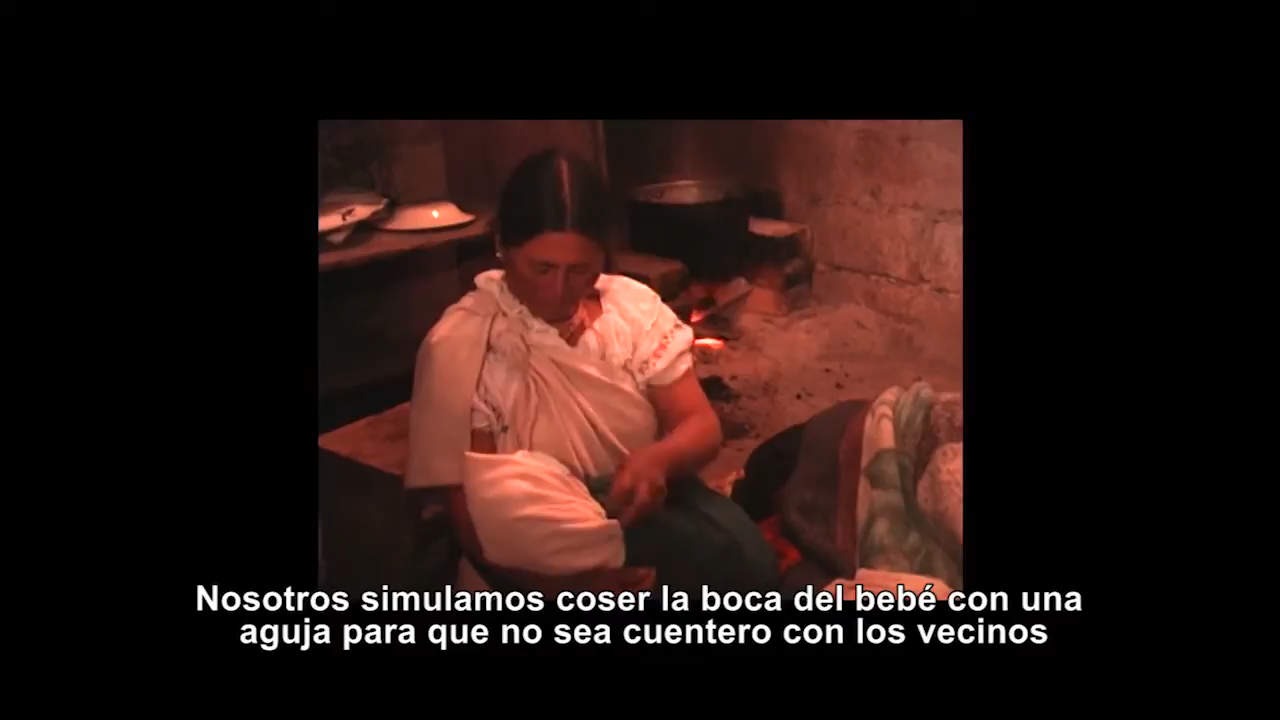 Nosotros simulamos coser la boca del bebé con una
aguja para que no sea cuentero con los vecinos